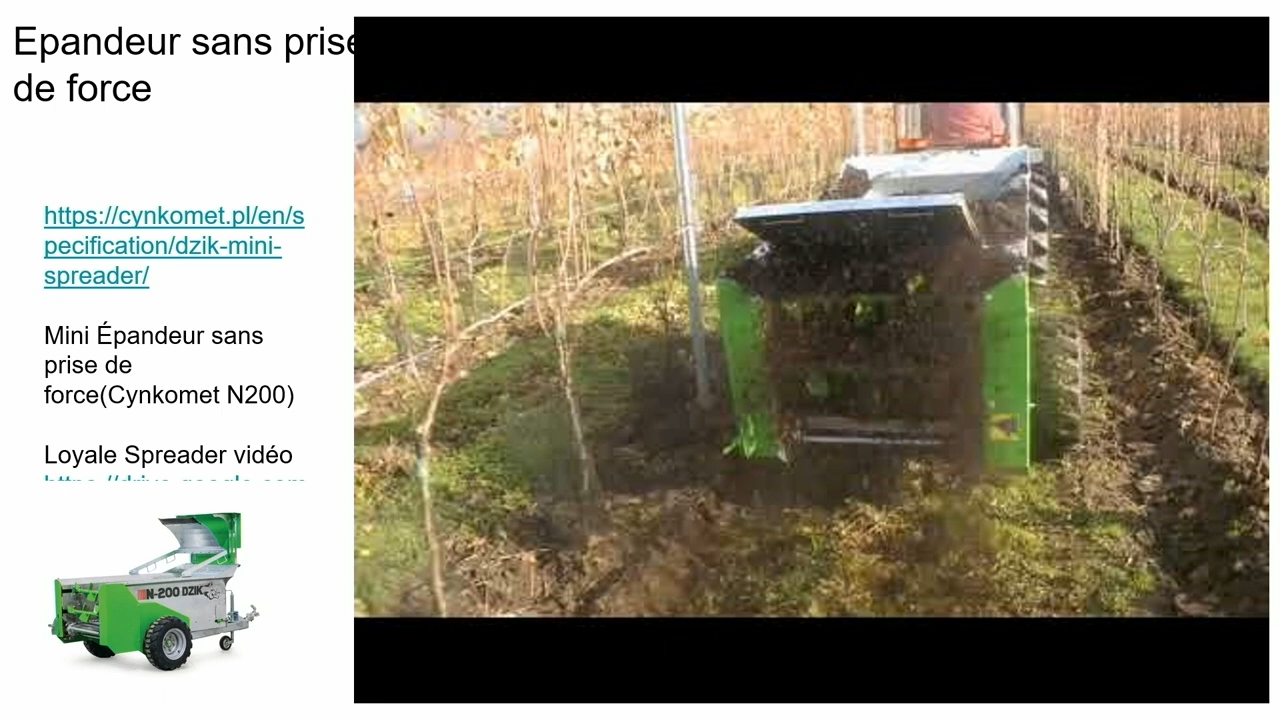 Epandeur sans prise
de force
https://cynkomet.pl/en/s
pecification/dzik-mini-
spreader/
Mini Épandeur sans
prise de
force(Cynkomet N200)
Loyale Spreader vidéo
N-200 DZIK